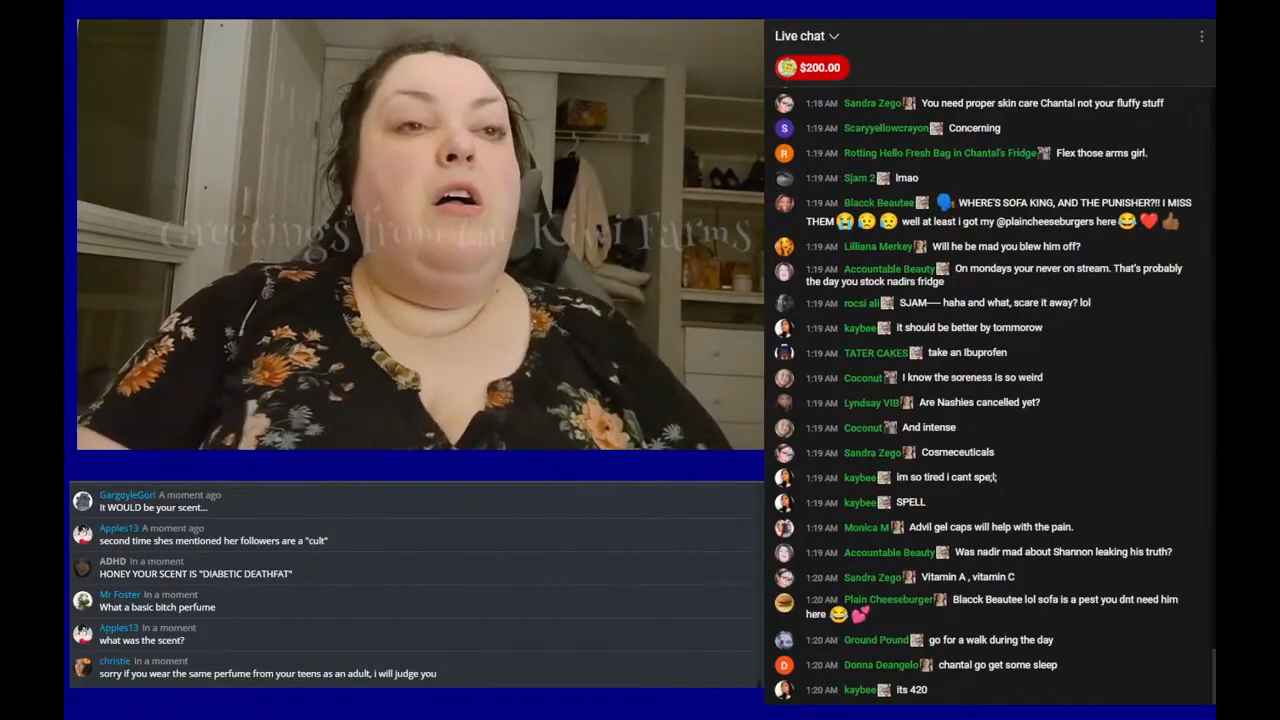 Greetings from the Kiwi Farms
Live chat
$200.00
1:18 AM Sandra Zego You need proper skin care Chantal not your fluffy stuff
S 1:19 AM Scaryyellowcrayon Concerning
R 1:19 AM Rotting Hello Fresh Bag in Chantal's Fridge Flex those arms girl.
1:19 AM Sjam 2 lmao
1:19 AM Blacck Beautee 🗣 WHERE'S SOFA KING, AND THE PUNISHER?!! I MISS
THEM 😭 😥 😥 well at least i got my @plaincheeseburgers here 😂 ❤️ 👍🏾
1:19 AM Lilliana Merkey Will he be mad you blew him off?
1:19 AM Accountable Beauty On mondays your never on stream. That's probably
the day you stock nadirs fridge
1:19 AM rocsi ali SJAM── haha and what, scare it away? lol
1:19 AM kaybee it should be better by tommorow
1:19 AM TATER CAKES take an Ibuprofen
1:19 AM Coconut I know the soreness is so weird
1:19 AM Lyndsay VIB Are Nashies cancelled yet?
1:19 AM Coconut And intense
1:19 AM Sandra Zego Cosmeceuticals
1:19 AM kaybee im so tired i cant spe;l;
1:19 AM kaybee SPELL
1:19 AM Monica M Advil gel caps will help with the pain.
1:19 AM Accountable Beauty Was nadir mad about Shannon leaking his truth?
1:20 AM Sandra Zego Vitamin A , vitamin C
1:20 AM Plain Cheeseburger Blacck Beautee lol sofa is a pest you dnt need him
here 😂 💕
1:20 AM Ground Pound go for a walk during the day
D 1:20 AM Donna Deangelo chantal go get some sleep
1:20 AM kaybee its 420
GargoyleGorl A moment ago
It WOULD be your scent...
Apples13 A moment ago
second time shes mentioned her followers are a "cult"
ADHD In a moment
HONEY YOUR SCENT IS "DIABETIC DEATHFAT"
Mr Foster In a moment
What a basic bitch perfume
Apples13 In a moment
what was the scent?
christie In a moment
sorry if you wear the same perfume from your teens as an adult, i will judge you